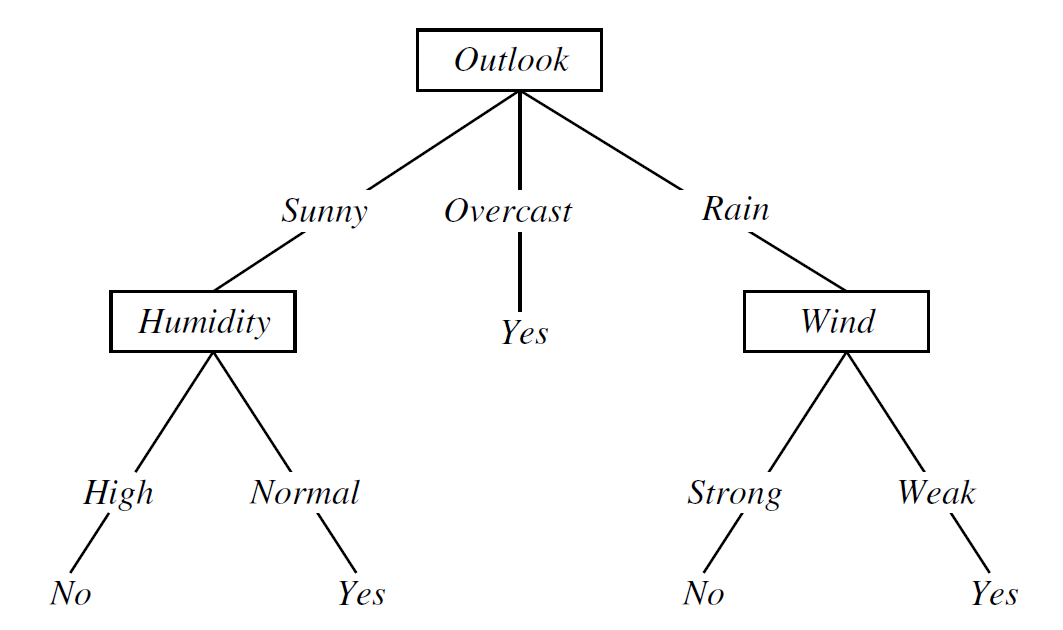 Outlook
Sunny Overcast Rain
Humidity Yes Wind
High Normal Strong Weak
No Yes No Yes